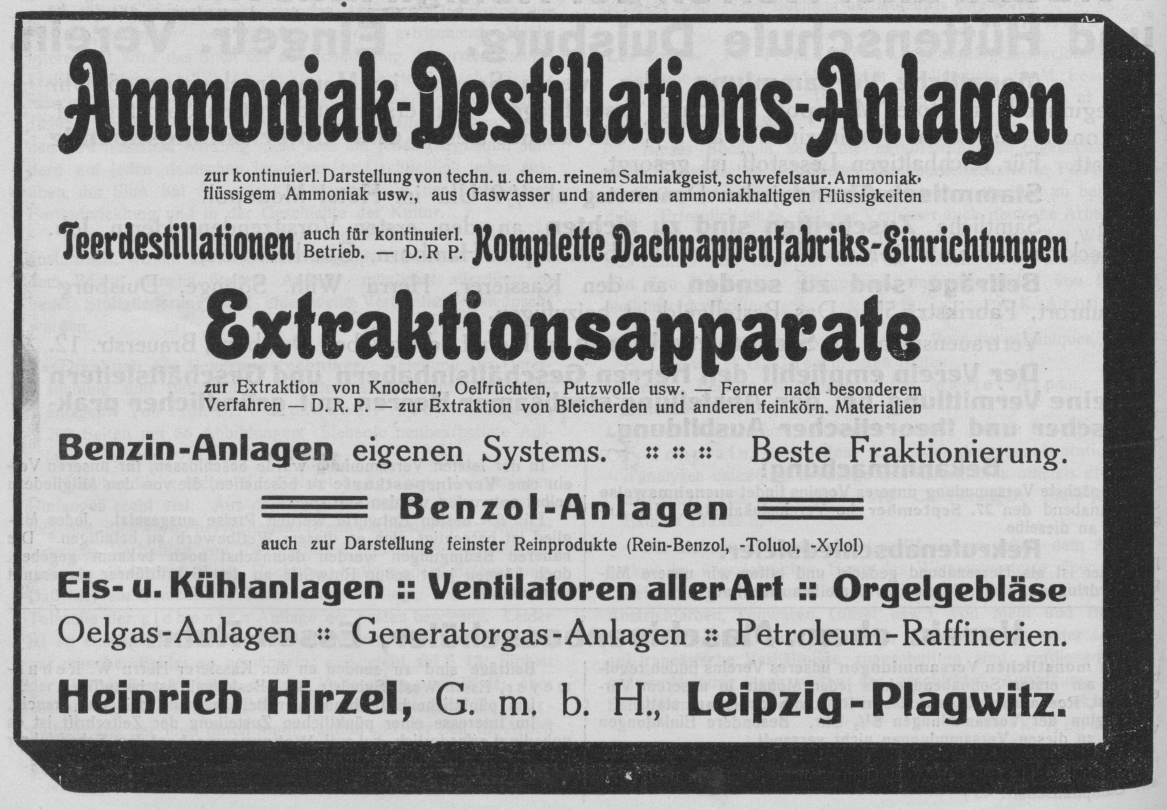 Ammoniak-Destillations-Anlagen
zur kontinuierl. Darstellung von techn. u. chem. reinem Salmiakgeist, schwefelsaur. Ammoniak,
flüssigem Ammoniak usw., aus Gaswasser und anderen ammoniakhaltigen Flüssigkeiten
Teerdestillationen auch für kontinuierl. Betrieb. — D. R. P. Komplette Dachpappenfabriks-Einrichtungen
Extraktionsapparate
zur Extraktion von Knochen, Oelfrüchten, Putzwolle usw. — Ferner nach besonderem
Verfahren — D. R. P. — zur Extraktion von Bleicherden und anderen feinkörn. Materialien
Benzin-Anlagen eigenen Systems. :: :: :: Beste Fraktionierung.
Benzol-Anlagen
auch zur Darstellung reinster Reinprodukte (Rein-Benzol, -Toluol, -Xylol)
Eis- u. Kühlanlagen :: Ventilatoren aller Art :: Orgelgebläse
Oelgas-Anlagen :: Generatorgas-Anlagen :: Petroleum-Raffinerien.
Heinrich Hirzel, G. m. b. H., Leipzig-Plagwitz.